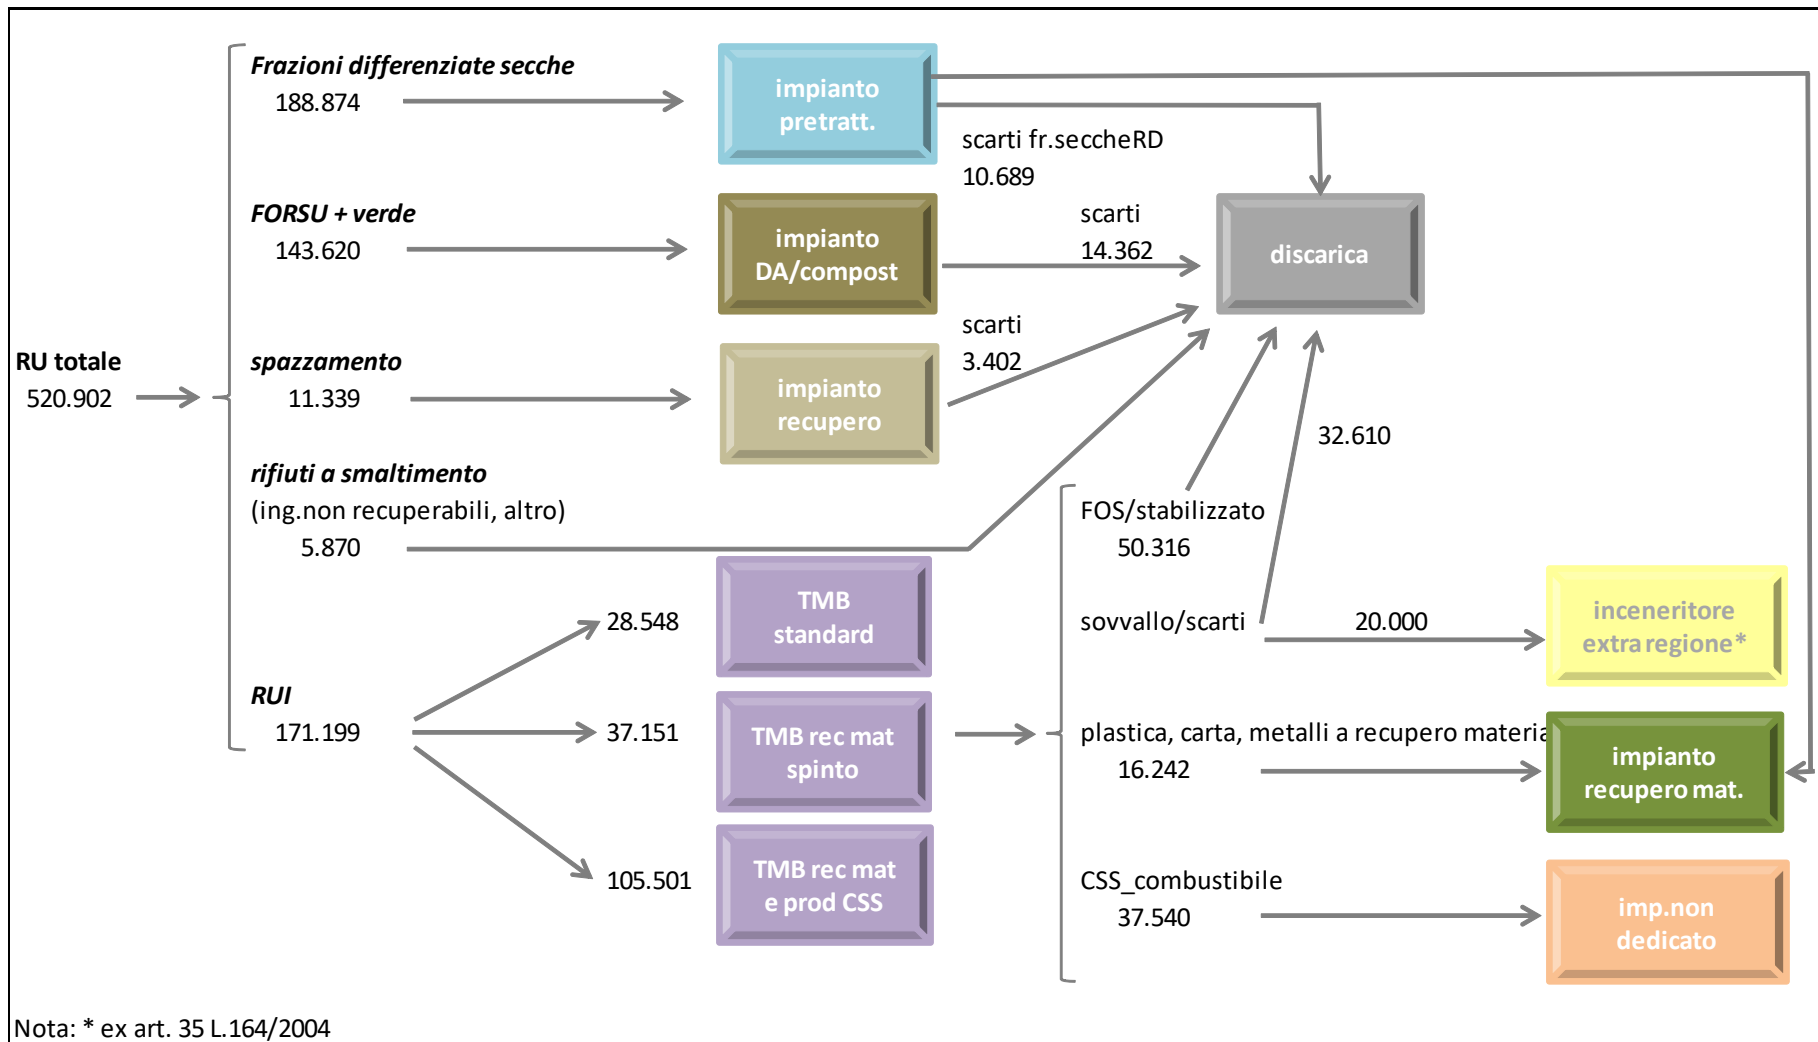 Frazioni differenziate secche
188.874
impianto
pretratt.
scarti fr.seccheRD
10.689
FORSU + verde
143.620
impianto
DA/compost
scarti
14.362
discarica
RU totale
520.902
spazzamento
11.339
impianto
recupero
scarti
3.402
32.610
rifiuti a smaltimento
(ing.non recuperabili, altro)
5.870
RUI
171.199
28.548
TMB
standard
37.151
TMB rec mat
spinto
105.501
TMB rec mat
e prod CSS
FOS/stabilizzato
50.316
sovvallo/scarti
20.000
inceneritore
extra regione*
plastica, carta, metalli a recupero materia
16.242
impianto
recupero mat.
CSS_combustibile
37.540
imp.non
dedicato
Nota: * ex art. 35 L.164/2004